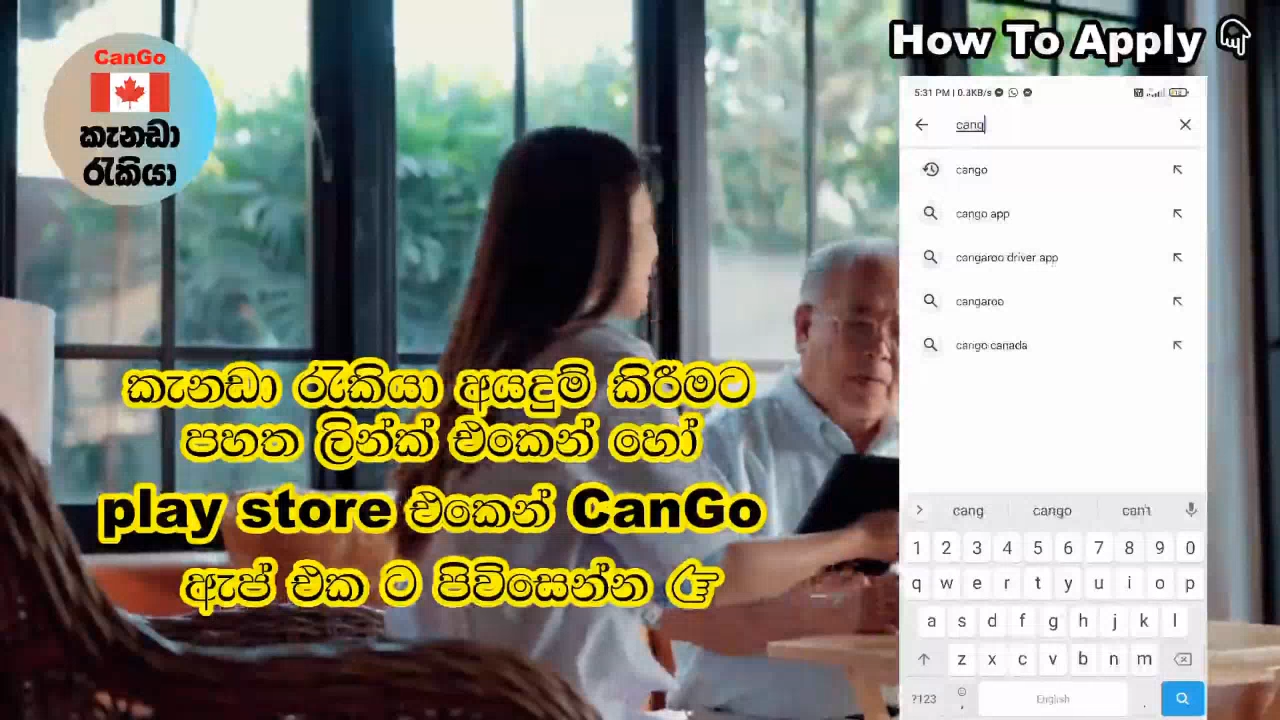 CanGo
කැනඩා
රැකියා
How To Apply
කැනඩා රැකියා අයදුම් කිරීමට
පහත ලින්ක් එකෙන් හෝ
play store එකෙන් CanGo
ඇප් එක ට පිවිසෙන්න
5:31 PM | 0.3KB/s
cang
cango
cango app
cangaroo driver app
cangaroo
cango canada
cang cango can't
1 2 3 4 5 6 7 8 9 0
q w e r t y u i o p
a s d f g h j k l
z x c v b n m
?123 , English .